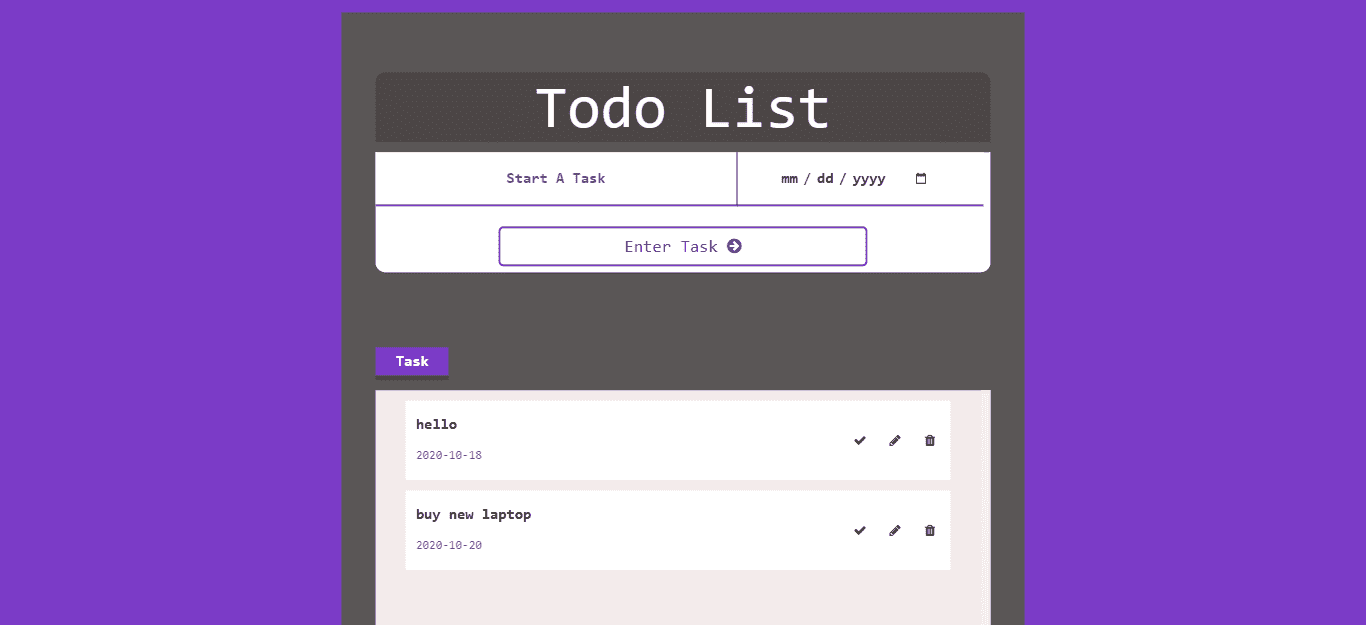 Todo List
Start A Task
mm / dd / yyyy
Enter Task
Task
hello
2020-10-18
buy new laptop
2020-10-20